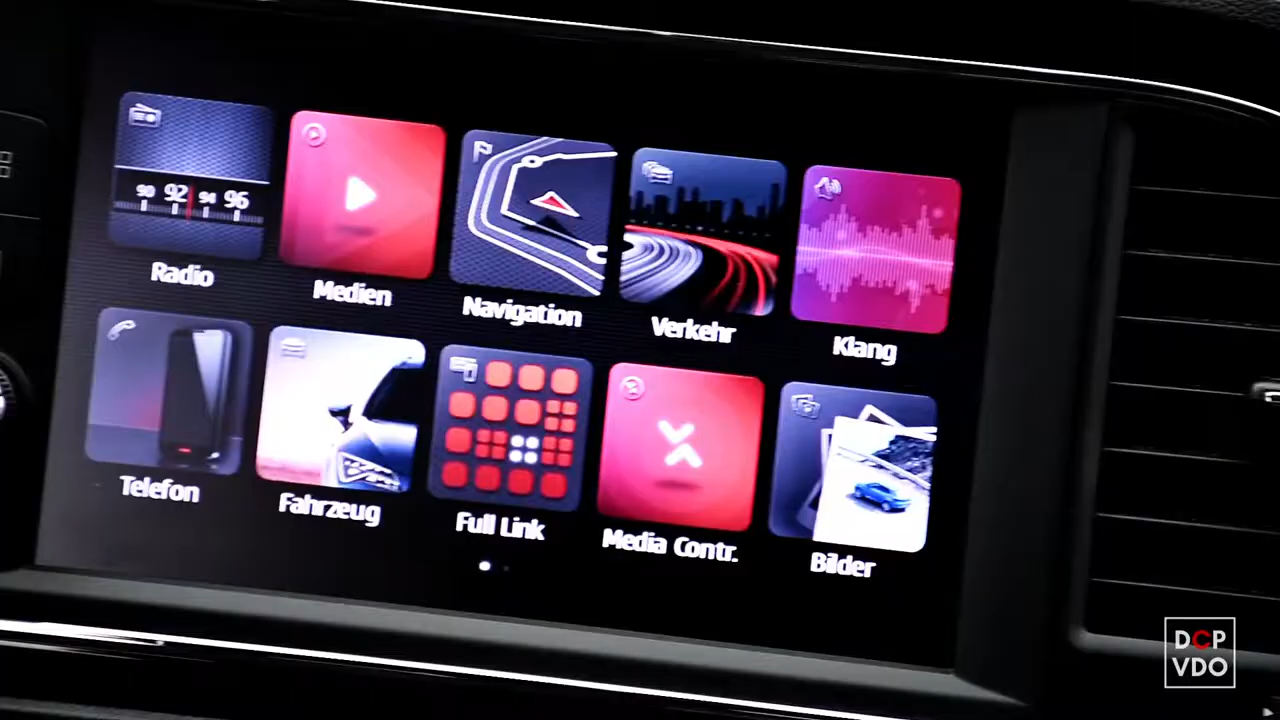 90 92 94 96
Radio
Medien
Navigation
Verkehr
Klang
Telefon
Fahrzeug
Full Link
Media Contr.
Bilder
DCP
VDO